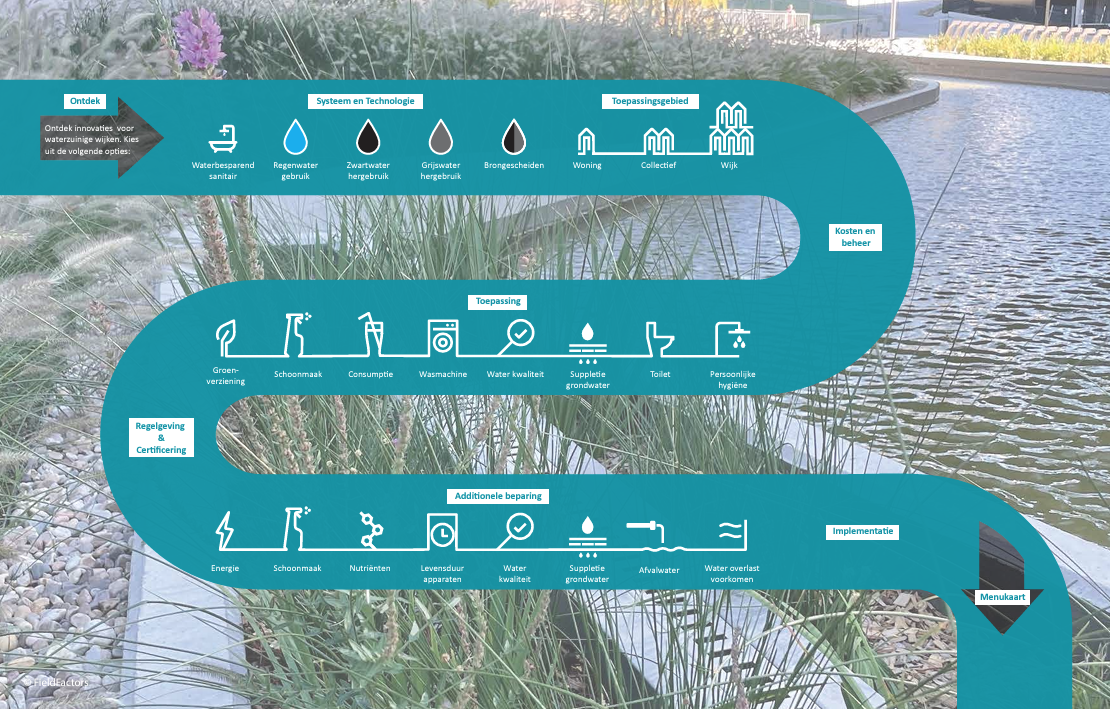 Ontdek
Ontdek innovaties voor
waterzuinige wijken. Kies
uit de volgende opties:
Systeem en Technologie
Waterbesparend
sanitair
Regenwater
gebruik
Zwartwater
hergebruik
Grijswater
hergebruik
Brongescheiden
Toepassingsgebied
Woning
Collectief
Wijk
Kosten en
beheer
Toepassing
Groen-
verziening
Schoonmaak
Consumptie
Wasmachine
Water kwaliteit
Suppletie
grondwater
Toilet
Persoonlijke
hygiëne
Regelgeving
&
Certificering
Additionele beparing
Energie
Schoonmaak
Nutriënten
Levensduur
apparaten
Water
kwaliteit
Suppletie
grondwater
Afvalwater
Water overlast
voorkomen
Implementatie
Menukaart
© FieldFactors